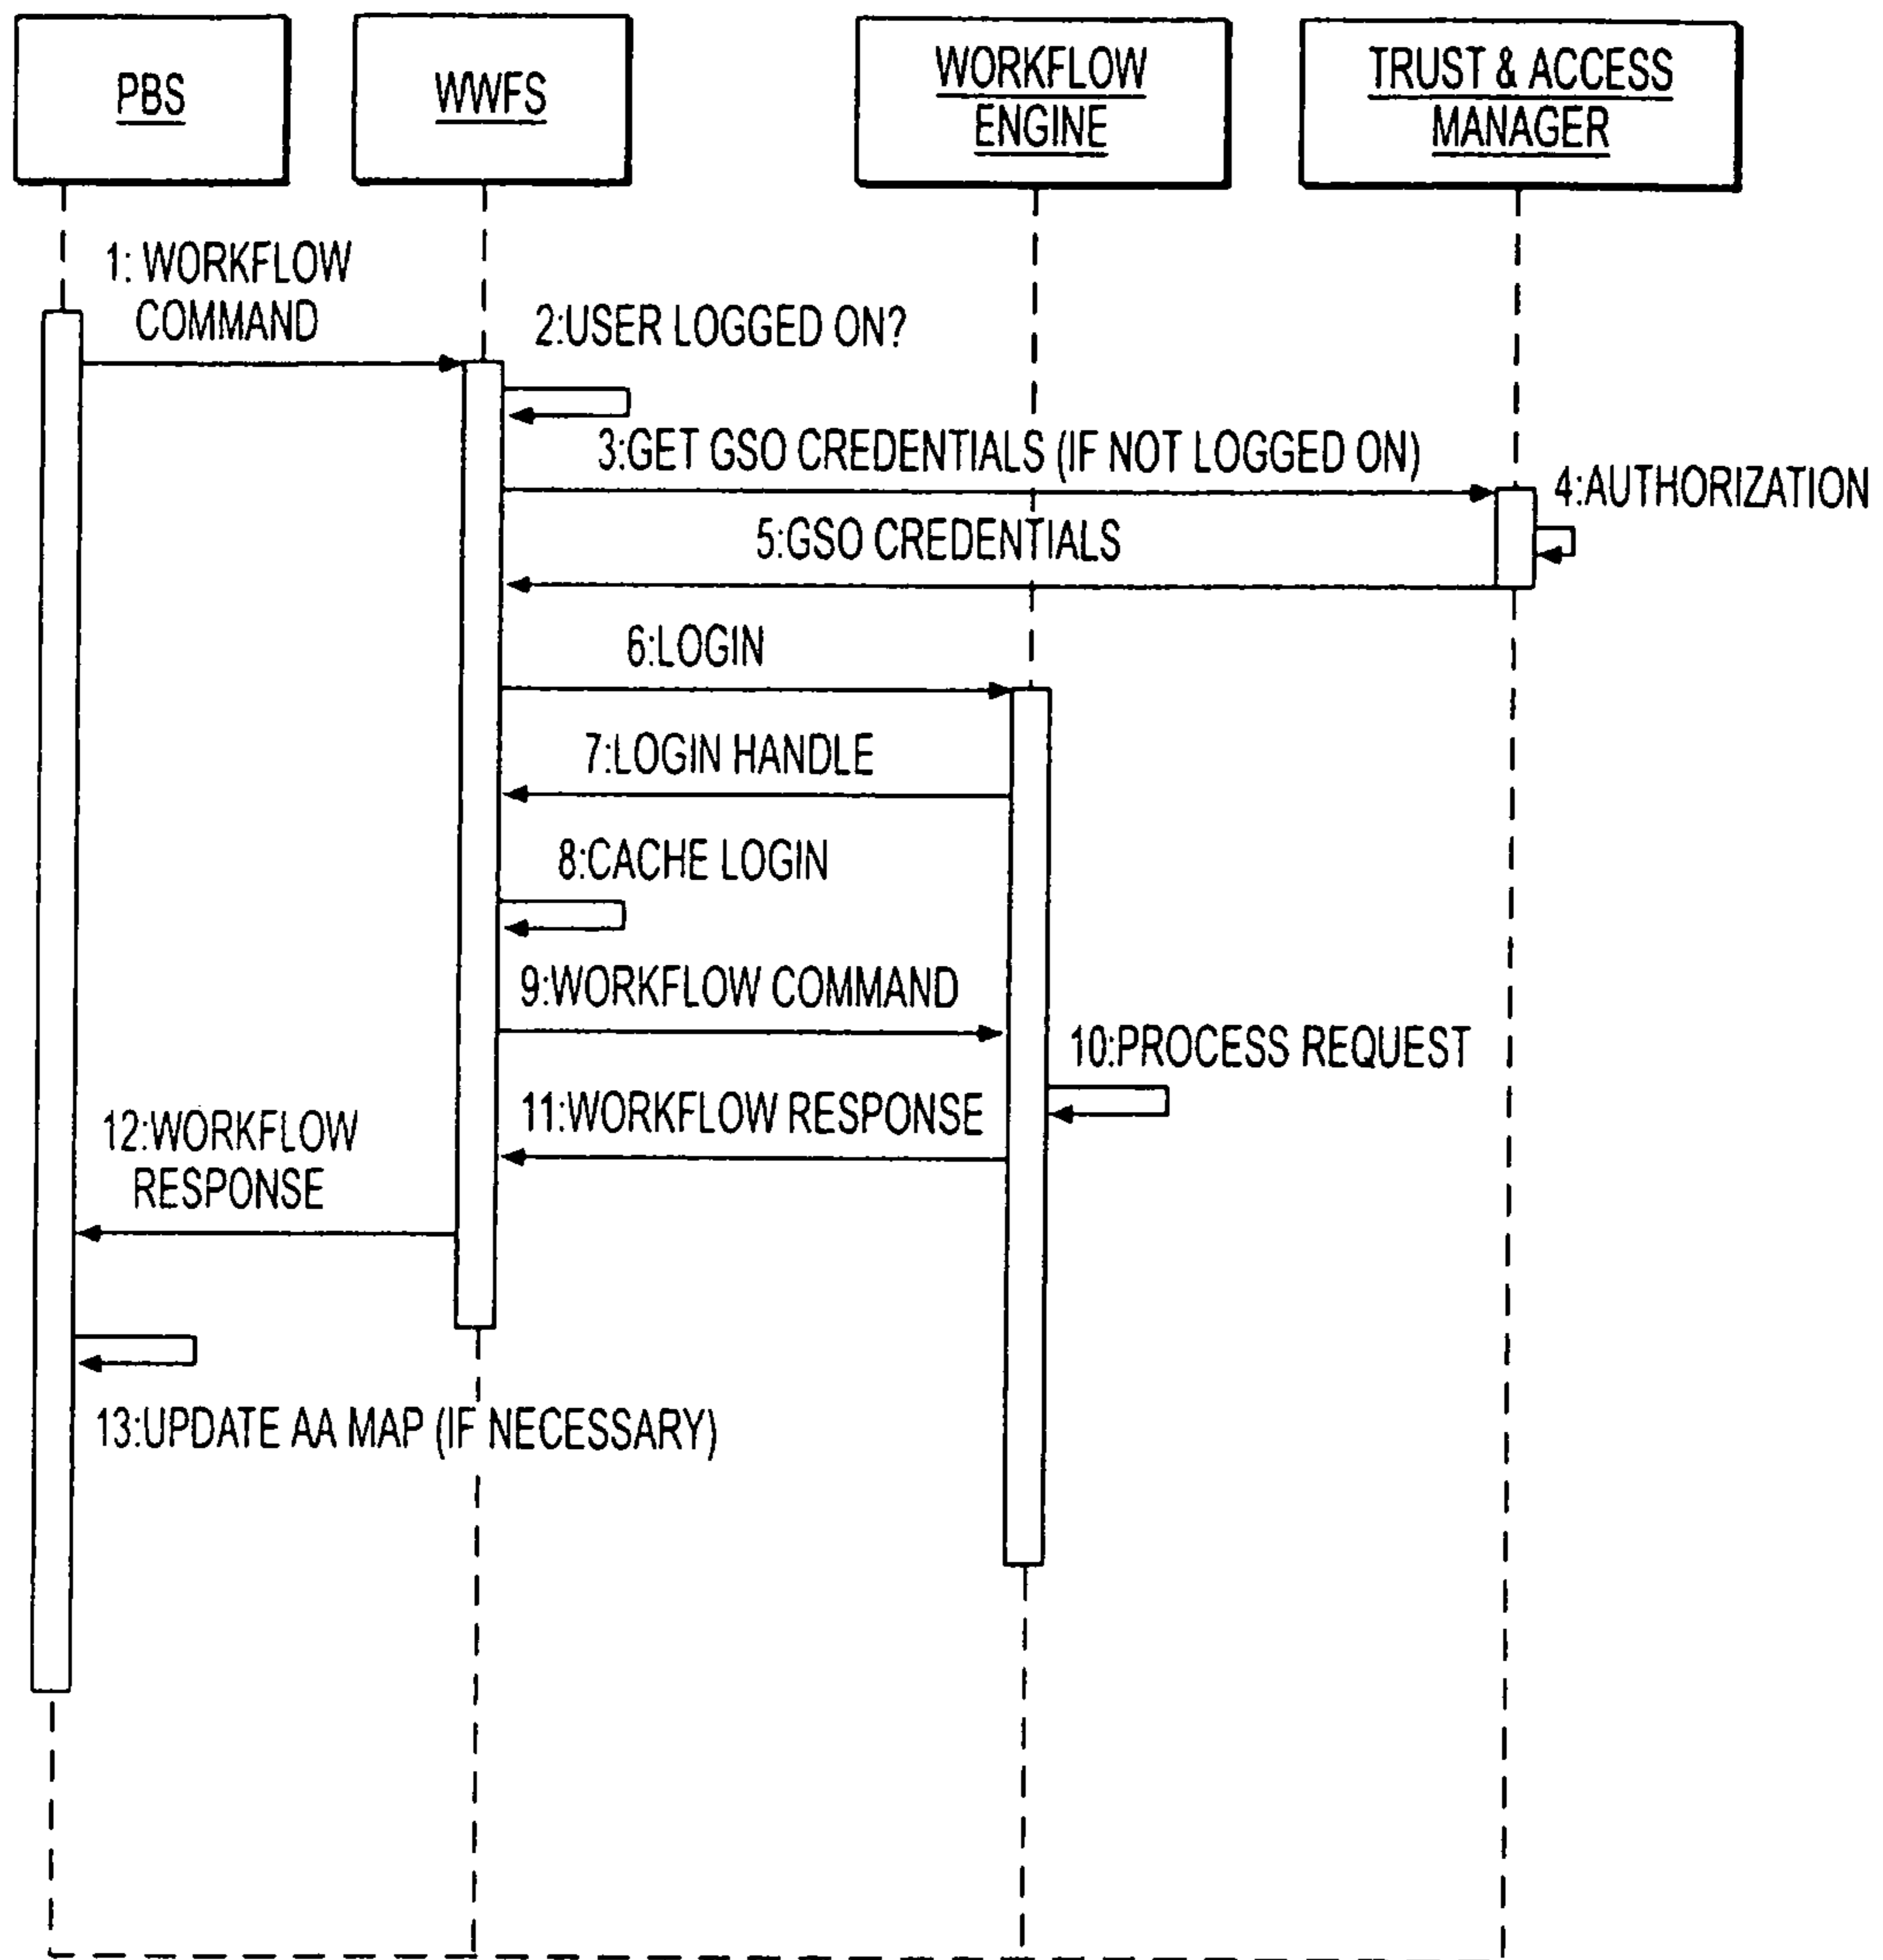 PBS
WWFS
WORKFLOW
ENGINE
TRUST & ACCESS
MANAGER
1: WORKFLOW
COMMAND
2:USER LOGGED ON?
3:GET GSO CREDENTIALS (IF NOT LOGGED ON)
4:AUTHORIZATION
5:GSO CREDENTIALS
6:LOGIN
7:LOGIN HANDLE
8:CACHE LOGIN
9:WORKFLOW COMMAND
10:PROCESS REQUEST
11:WORKFLOW RESPONSE
12:WORKFLOW
RESPONSE
13:UPDATE AA MAP (IF NECESSARY)